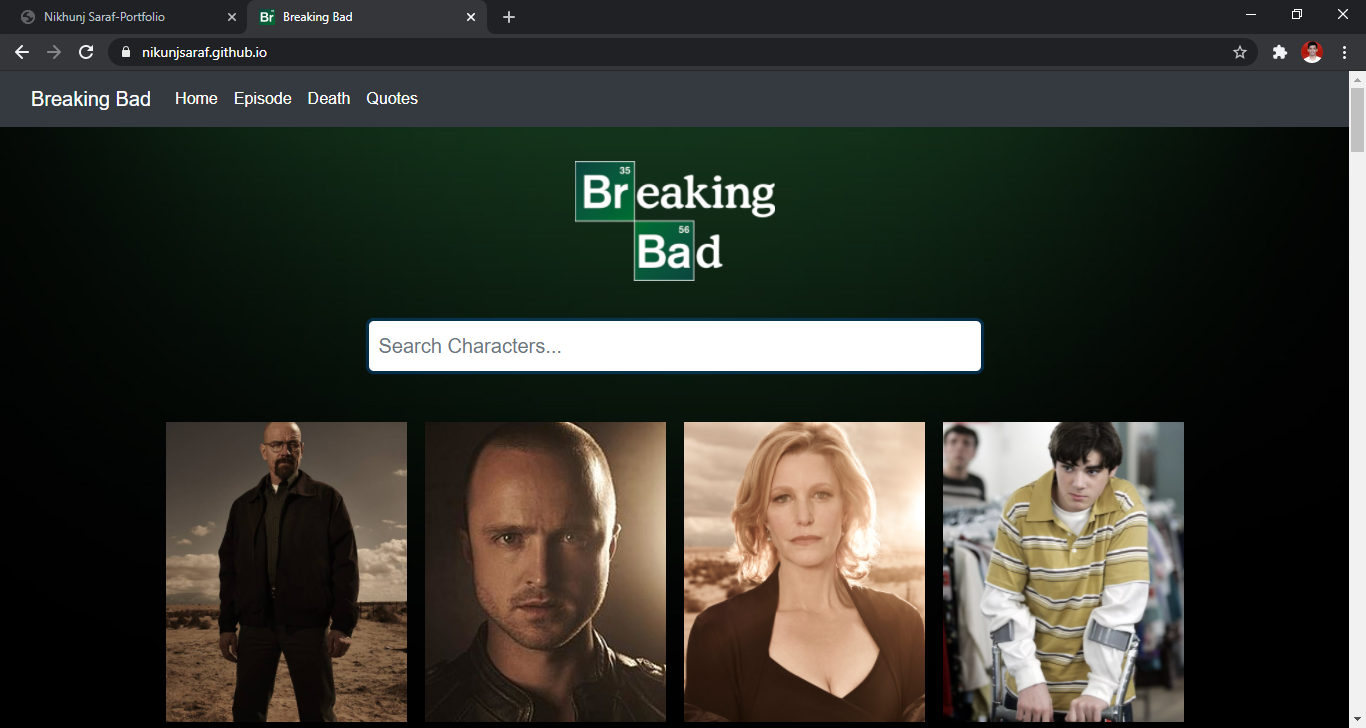 Nikhunj Saraf-Portfolio
Breaking Bad
nikunjsaraf.github.io
Breaking Bad Home Episode Death Quotes
35
Breaking
56
Bad
Search Characters...